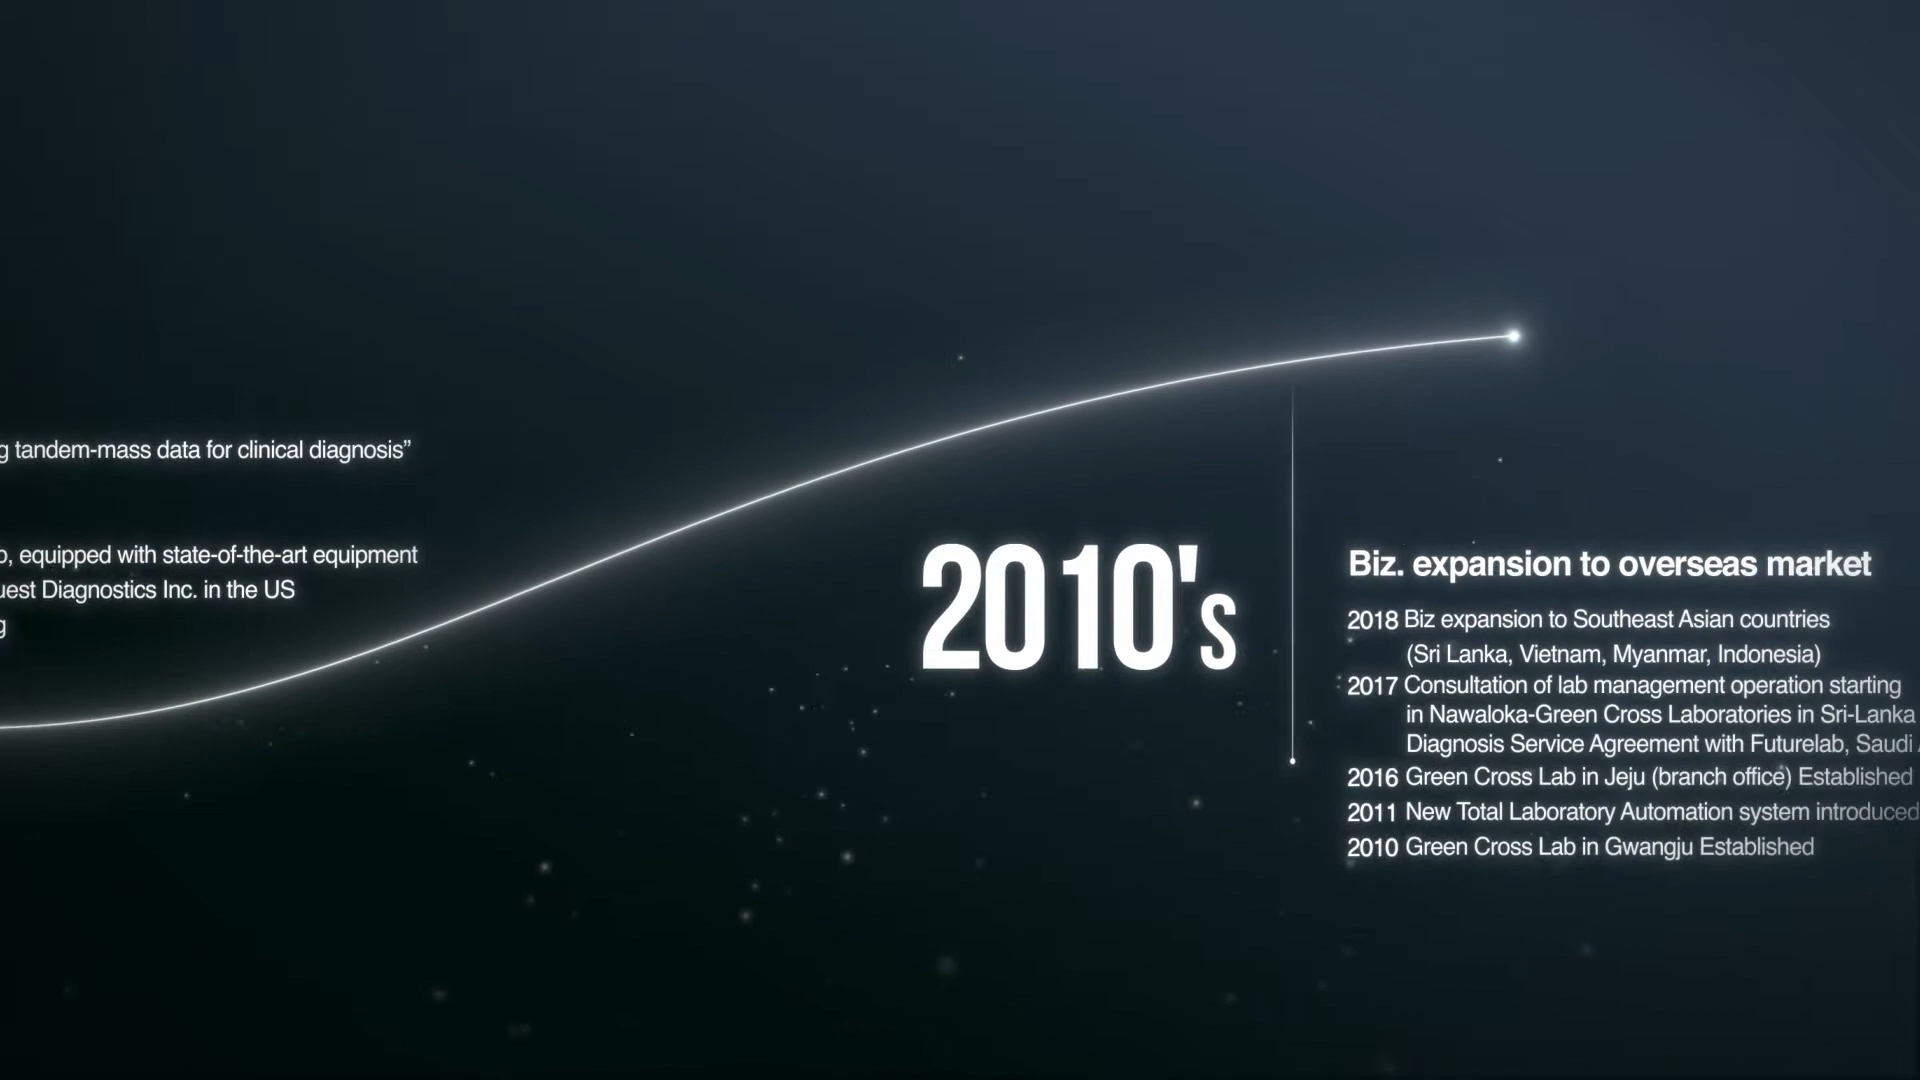 tandem-mass data for clinical diagnosis”
equipped with state-of-the-art equipment
Diagnostics Inc. in the US
2010's
Biz. expansion to overseas market
2018 Biz expansion to Southeast Asian countries
(Sri Lanka, Vietnam, Myanmar, Indonesia)
2017 Consultation of lab management operation starting
in Nawaloka-Green Cross Laboratories in Sri-Lanka
Diagnosis Service Agreement with Futurelab, Saudi
2016 Green Cross Lab in Jeju (branch office) Established
2011 New Total Laboratory Automation system introduced
2010 Green Cross Lab in Gwangju Established